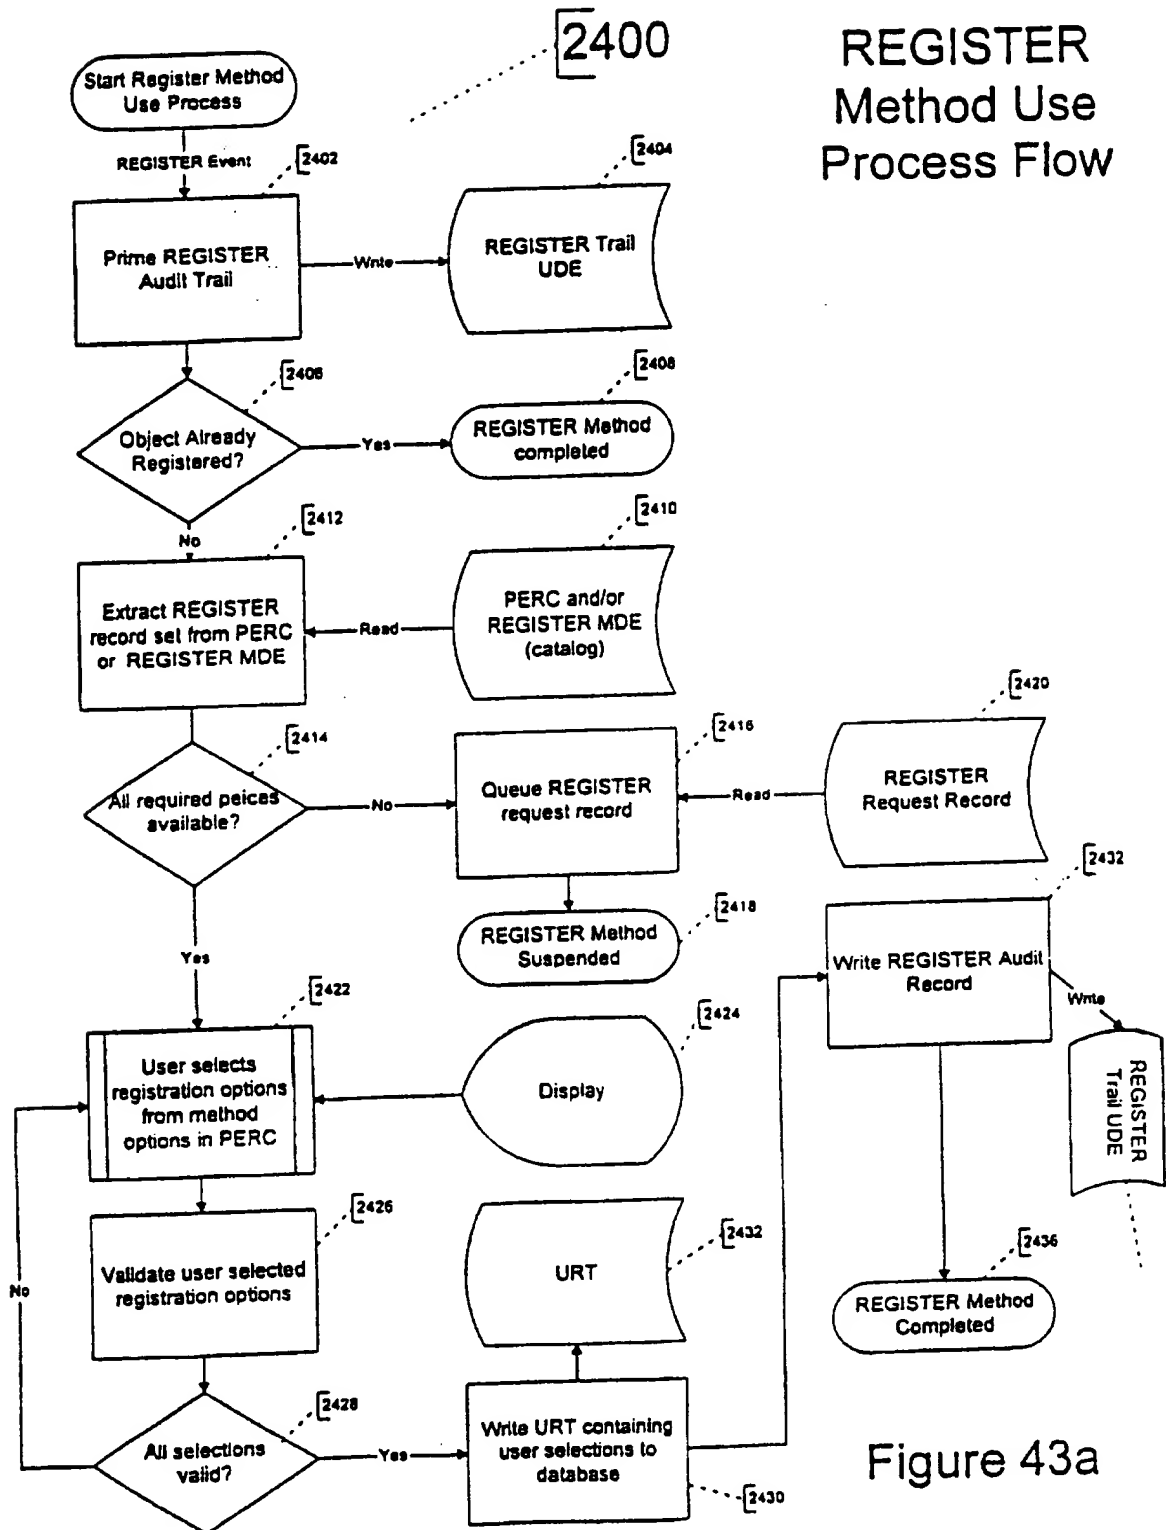 2400
REGISTER
Method Use
Process Flow
Start Register Method
Use Process
REGISTER Event
2402
Prime REGISTER
Audit Trail
Write
2404
REGISTER Trail
UDE
2406
Object Already
Registered?
Yes
2408
REGISTER Method
completed
No
2412
Extract REGISTER
record set from PERC
or REGISTER MDE
Read
2410
PERC and/or
REGISTER MDE
(catalog)
2414
All required peices
available?
No
2416
Queue REGISTER
request record
Read
2420
REGISTER
Request Record
2418
REGISTER Method
Suspended
Yes
2422
User selects
registration options
from method
options in PERC
2424
Display
2426
Validate user selected
registration options
No
2428
All selections
valid?
Yes
2432
URT
Write URT containing
user selections to
database
2430
2432
Write REGISTER Audit
Record
Write
REGISTER
Trail UDE
2436
REGISTER Method
Completed
Figure 43a